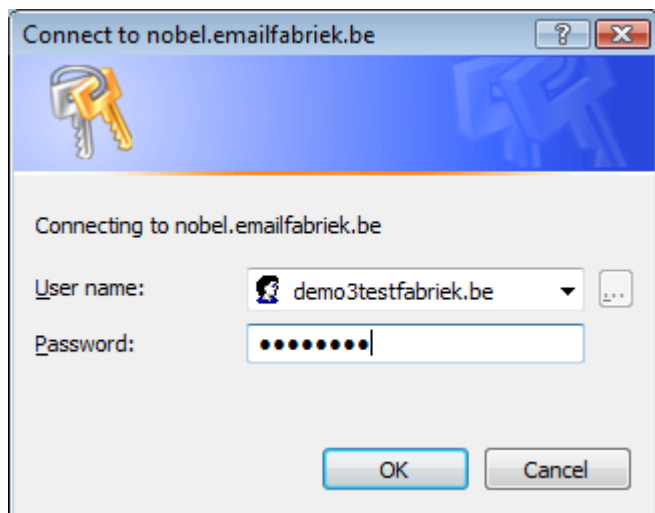 Connect to nobel.emailfabriek.be
Connecting to nobel.emailfabriek.be
User name: demo3testfabriek.be ...
Password: ••••••••
OK Cancel